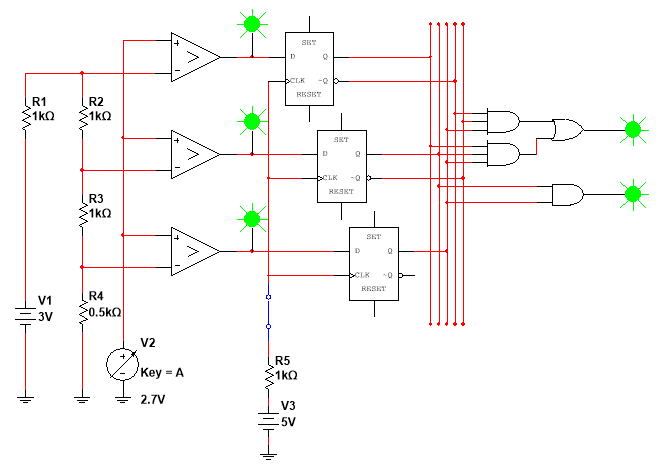 SET
D Q
CLK ~Q
RESET
R1
1kΩ
R2
1kΩ
SET
D Q
CLK ~Q
RESET
R3
1kΩ
SET
D Q
CLK ~Q
RESET
R4
0.5kΩ
V1
3V
V2
Key = A
2.7V
R5
1kΩ
V3
5V